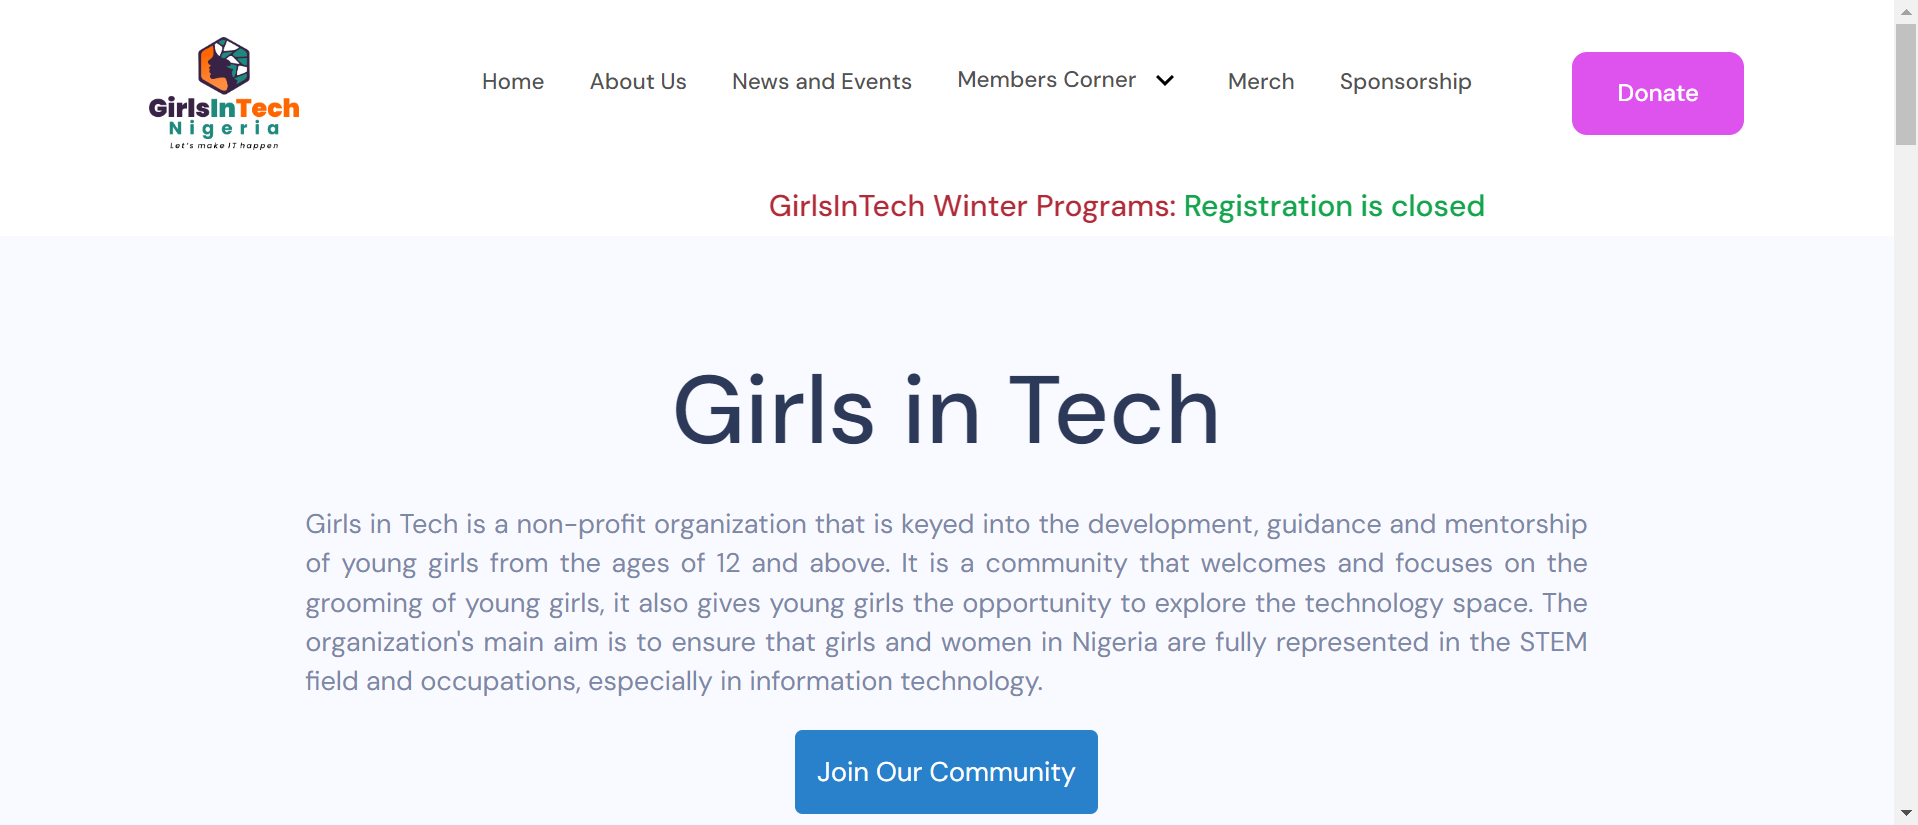 GirlsInTech
Nigeria
Let's make IT happen
Home About Us News and Events Members Corner Merch Sponsorship Donate
GirlsInTech Winter Programs: Registration is closed
Girls in Tech
Girls in Tech is a non-profit organization that is keyed into the development, guidance and mentorship
of young girls from the ages of 12 and above. It is a community that welcomes and focuses on the
grooming of young girls, it also gives young girls the opportunity to explore the technology space. The
organization's main aim is to ensure that girls and women in Nigeria are fully represented in the STEM
field and occupations, especially in information technology.
Join Our Community